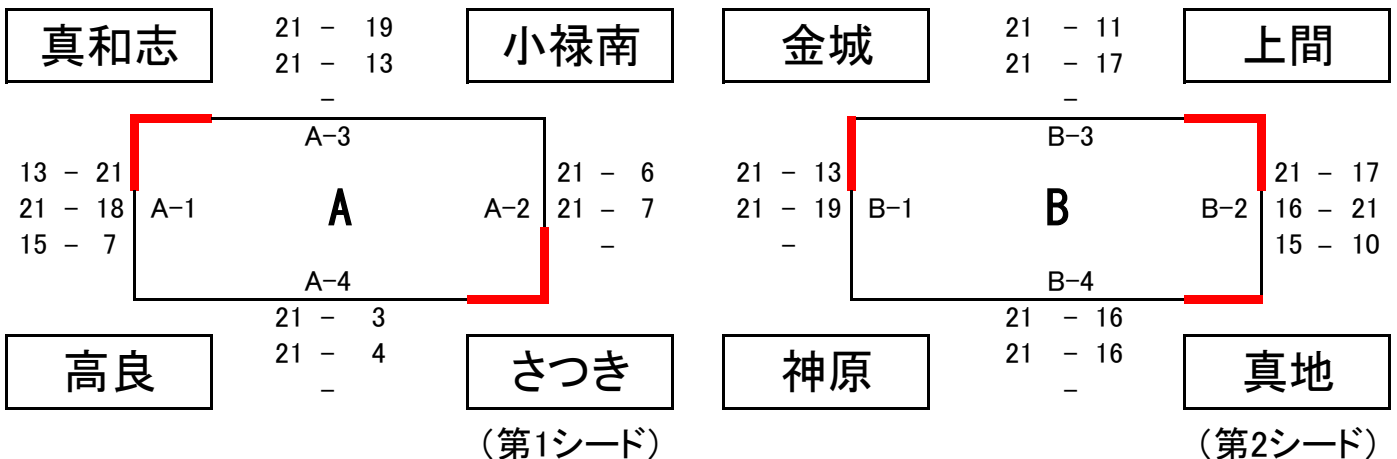 真和志
21 - 19
21 - 13
-
小禄南
金城
21 - 11
21 - 17
-
上間
A-3
B-3
13 - 21
21 - 18
15 - 7
A-1
A
A-2
21 - 6
21 - 7
-
21 - 13
21 - 19
-
B-1
B
B-2
21 - 17
16 - 21
15 - 10
A-4
B-4
高良
21 - 3
21 - 4
-
さつき
(第1シード)
神原
21 - 16
21 - 16
-
真地
(第2シード)